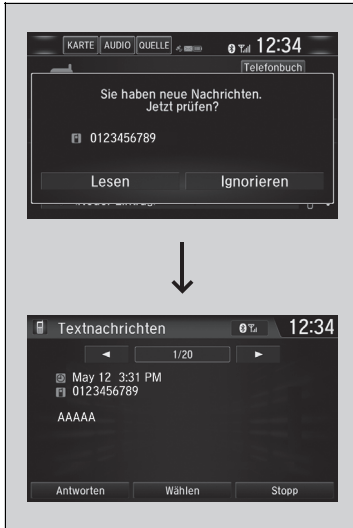 KARTE AUDIO QUELLE 12:34
Telefonbuch
Sie haben neue Nachrichten.
Jetzt prüfen?
0123456789
Lesen Ignorieren
Textnachrichten 12:34
1/20
May 12 3:31 PM
0123456789
AAAAA
Antworten Wählen Stopp